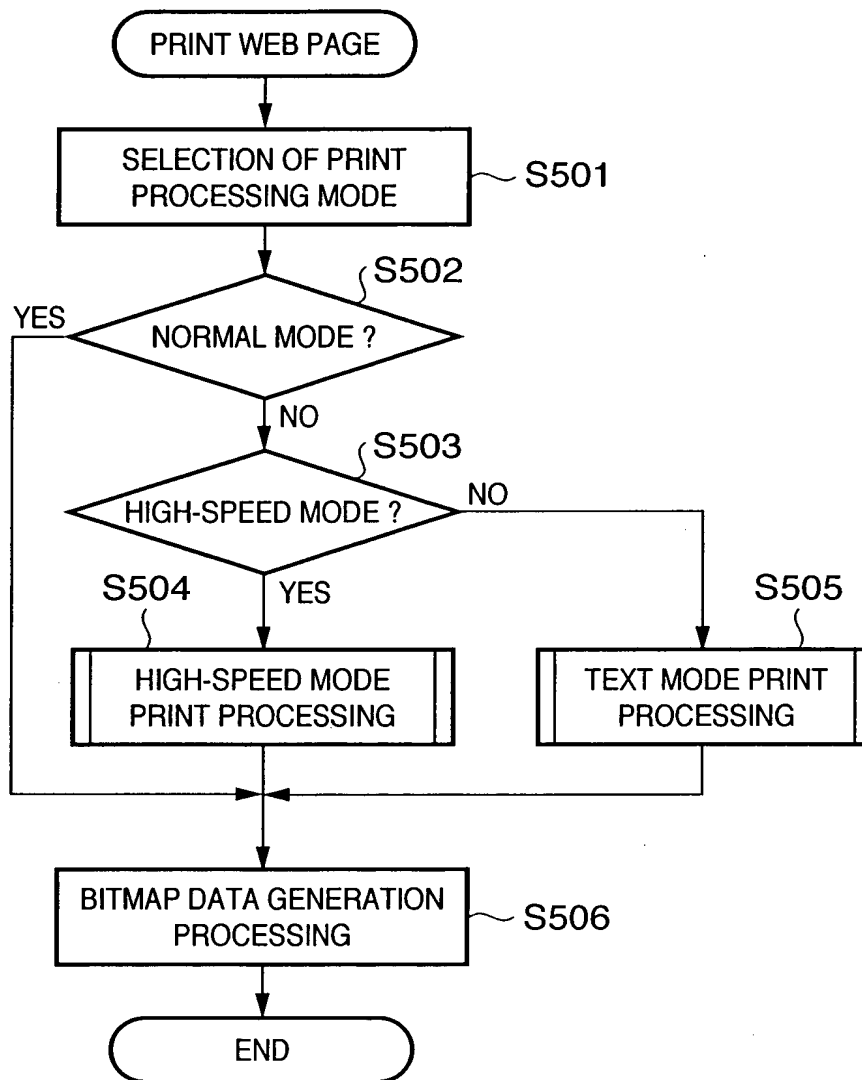 PRINT WEB PAGE
SELECTION OF PRINT
PROCESSING MODE
S501
S502
YES
NORMAL MODE ?
NO
S503
HIGH-SPEED MODE ?
NO
YES
S504
S505
HIGH-SPEED MODE
PRINT PROCESSING
TEXT MODE PRINT
PROCESSING
BITMAP DATA GENERATION
PROCESSING
S506
END